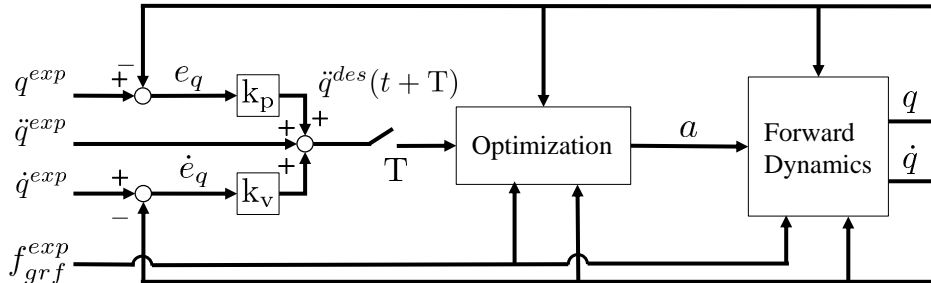 q^{exp}
−
+
e_q
k_p
\ddot{q}^{des}(t + T)
+
\ddot{q}^{exp}
+
\dot{q}^{exp}
+
−
\dot{e}_q
k_v
+
T
Optimization
a
Forward
Dynamics
q
\dot{q}
f_{grf}^{exp}